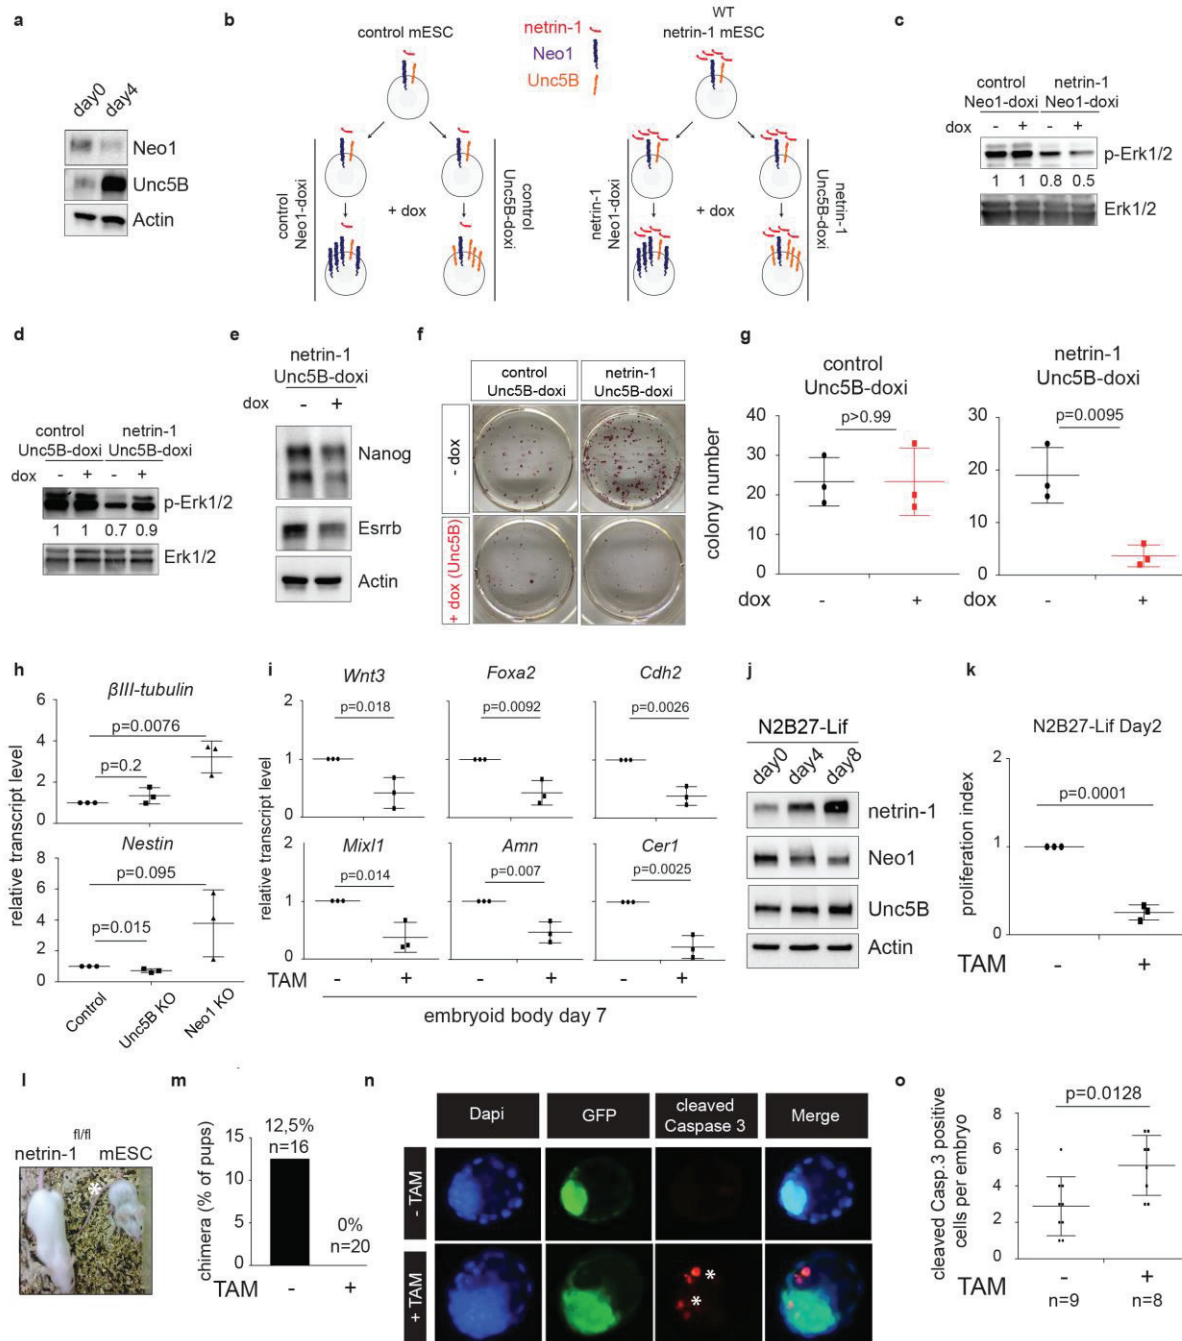 a
day0
day4
Neo1
Unc5B
Actin
b
control mESC
netrin-1
Neo1
Unc5B
WT
netrin-1 mESC
control
Neo1-doxi
+ dox
control
Unc5B-doxi
netrin-1
Neo1-doxi
+ dox
netrin-1
Unc5B-doxi
c
control netrin-1
Neo1-doxi Neo1-doxi
dox - + - +
p-Erk1/2
1 1 0.8 0.5
Erk1/2
d
control netrin-1
Unc5B-doxi Unc5B-doxi
dox - + - +
p-Erk1/2
1 1 0.7 0.9
Erk1/2
e
netrin-1
Unc5B-doxi
dox - +
Nanog
Esrrb
Actin
f
control netrin-1
Unc5B-doxi Unc5B-doxi
- dox
+ dox (Unc5B)
g
control
Unc5B-doxi
p>0.99
40
30
20
10
0
colony number
dox - +
netrin-1
Unc5B-doxi
p=0.0095
30
20
10
0
dox - +
h
βIII-tubulin
p=0.0076
p=0.2
6
4
2
0
relative transcript level
Nestin
p=0.095
p=0.015
8
6
4
2
0
Control
Unc5B KO
Neo1 KO
i
Wnt3 Foxa2 Cdh2
p=0.018 p=0.0092 p=0.0026
2
1
0
relative transcript level
Mixl1 Amn Cer1
p=0.014 p=0.007 p=0.0025
2
1
0
TAM - + - + - +
embryoid body day 7
j
N2B27-Lif
day0
day4
day8
netrin-1
Neo1
Unc5B
Actin
k
N2B27-Lif Day2
p=0.0001
2
1
0
proliferation index
TAM - +
l
netrin-1 fl/fl mESC
*
m
12,5%
n=16
0%
n=20
15
10
5
0
chimera (% of pups)
TAM - +
n
Dapi
GFP
cleaved
Caspase 3
Merge
- TAM
+ TAM
*
*
o
p=0.0128
8
6
4
2
0
cleaved Casp.3 positive
cells per embryo
TAM - +
n=9 n=8